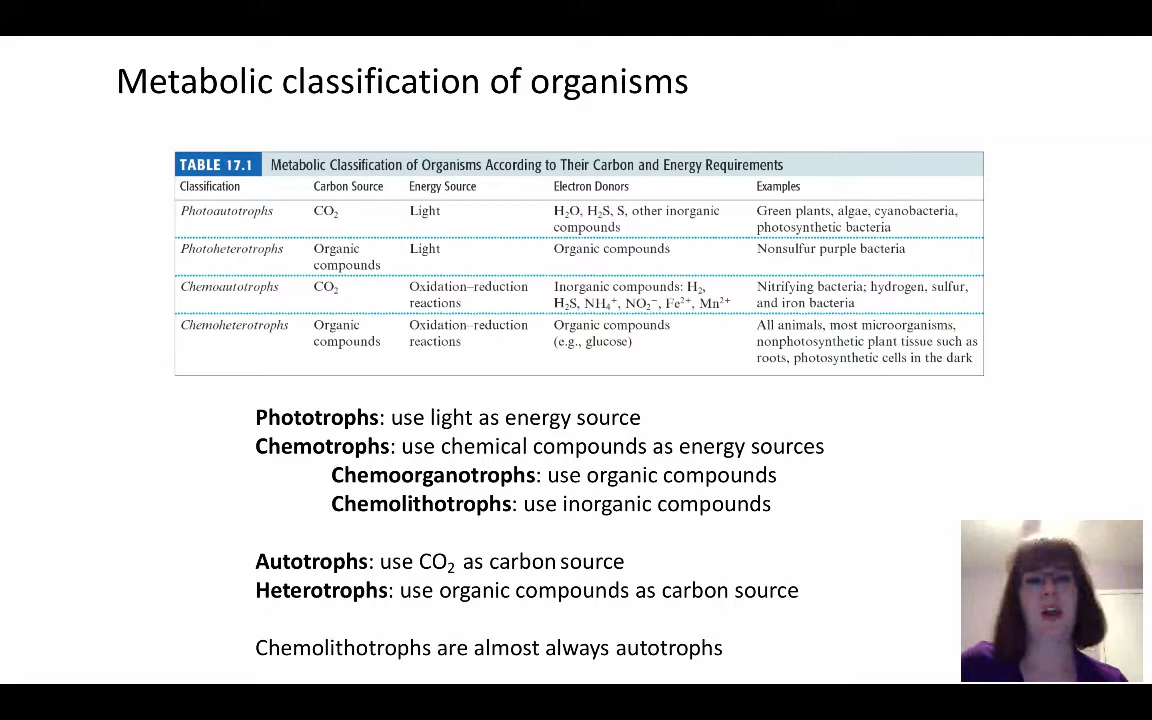 Metabolic classification of organisms
TABLE 17.1 Metabolic Classification of Organisms According to Their Carbon and Energy Requirements
Classification Carbon Source Energy Source Electron Donors Examples
Photoautotrophs CO₂ Light H₂O, H₂S, S, other inorganic Green plants, algae, cyanobacteria,
compounds photosynthetic bacteria
Photoheterotrophs Organic Light Organic compounds Nonsulfur purple bacteria
compounds
Chemoautotrophs CO₂ Oxidation–reduction Inorganic compounds: H₂, Nitrifying bacteria; hydrogen, sulfur,
reactions H₂S, NH₄⁺, NO₂⁻, Fe²⁺, Mn²⁺ and iron bacteria
Chemoheterotrophs Organic Oxidation–reduction Organic compounds All animals, most microorganisms,
compounds reactions (e.g., glucose) nonphotosynthetic plant tissue such as
roots, photosynthetic cells in the dark
Phototrophs: use light as energy source
Chemotrophs: use chemical compounds as energy sources
Chemoorganotrophs: use organic compounds
Chemolithotrophs: use inorganic compounds
Autotrophs: use CO₂ as carbon source
Heterotrophs: use organic compounds as carbon source
Chemolithotrophs are almost always autotrophs